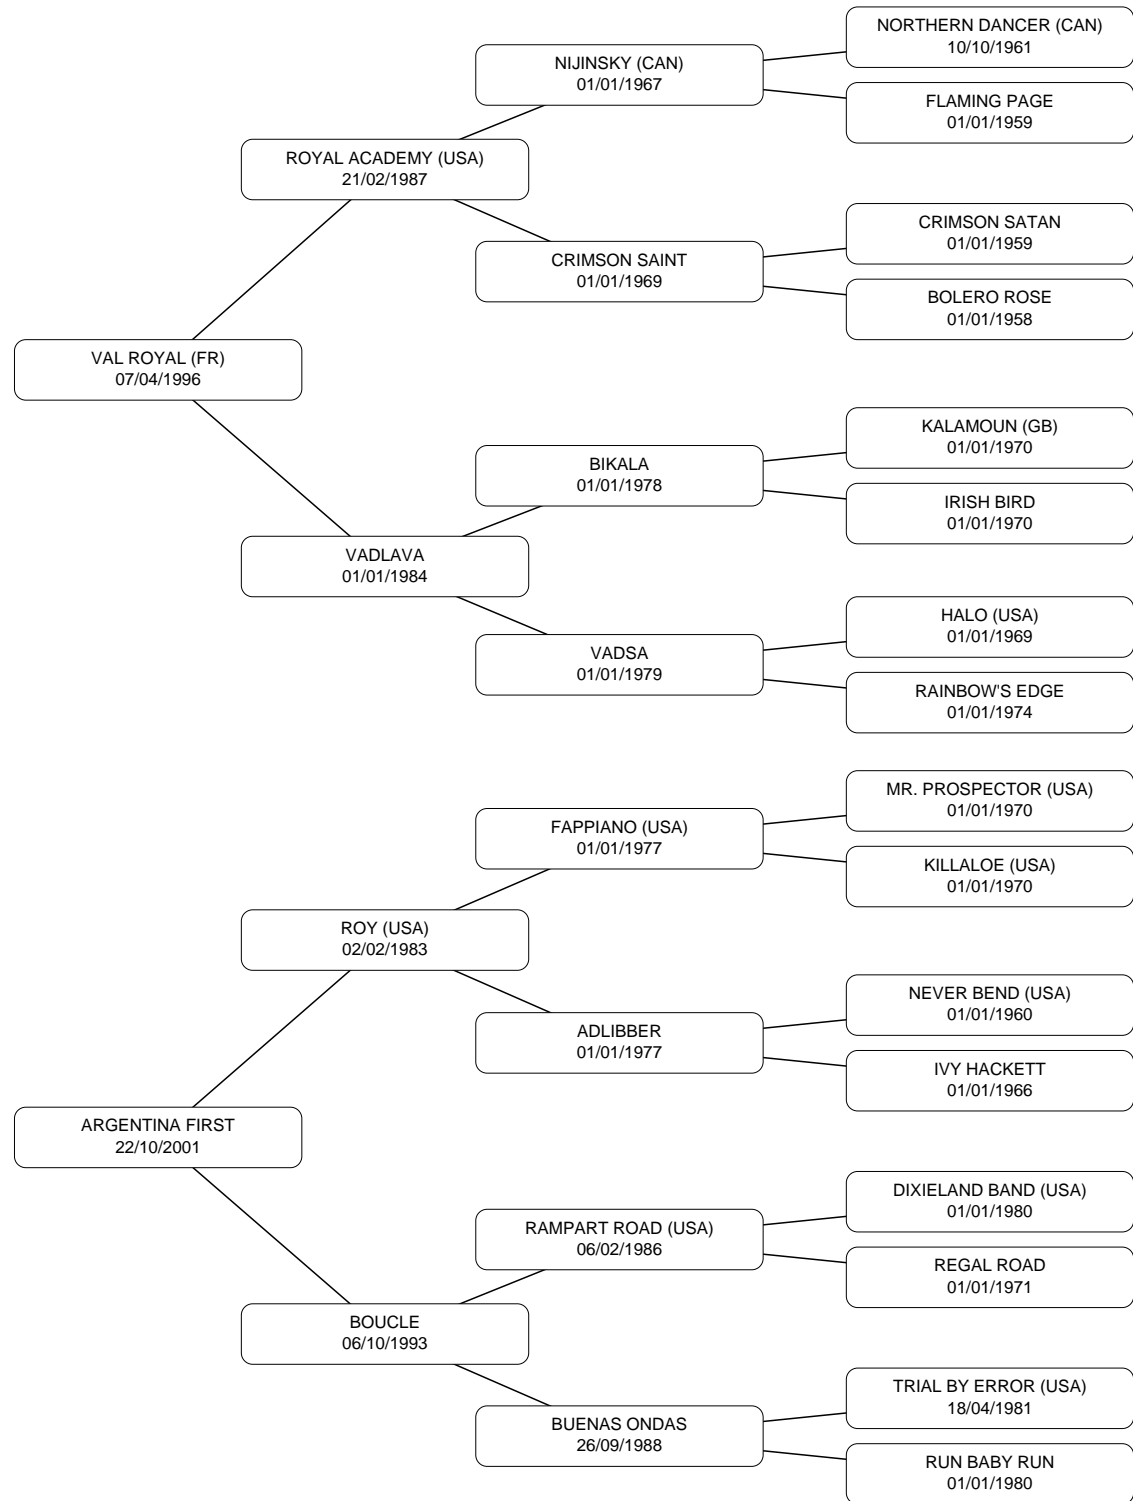 NORTHERN DANCER (CAN)
10/10/1961
NIJINSKY (CAN)
01/01/1967
FLAMING PAGE
01/01/1959
ROYAL ACADEMY (USA)
21/02/1987
CRIMSON SATAN
01/01/1959
CRIMSON SAINT
01/01/1969
BOLERO ROSE
01/01/1958
VAL ROYAL (FR)
07/04/1996
KALAMOUN (GB)
01/01/1970
BIKALA
01/01/1978
IRISH BIRD
01/01/1970
VADLAVA
01/01/1984
HALO (USA)
01/01/1969
VADSA
01/01/1979
RAINBOW'S EDGE
01/01/1974
MR. PROSPECTOR (USA)
01/01/1970
FAPPIANO (USA)
01/01/1977
KILLALOE (USA)
01/01/1970
ROY (USA)
02/02/1983
NEVER BEND (USA)
01/01/1960
ADLIBBER
01/01/1977
IVY HACKETT
01/01/1966
ARGENTINA FIRST
22/10/2001
DIXIELAND BAND (USA)
01/01/1980
RAMPART ROAD (USA)
06/02/1986
REGAL ROAD
01/01/1971
BOUCLE
06/10/1993
TRIAL BY ERROR (USA)
18/04/1981
BUENAS ONDAS
26/09/1988
RUN BABY RUN
01/01/1980